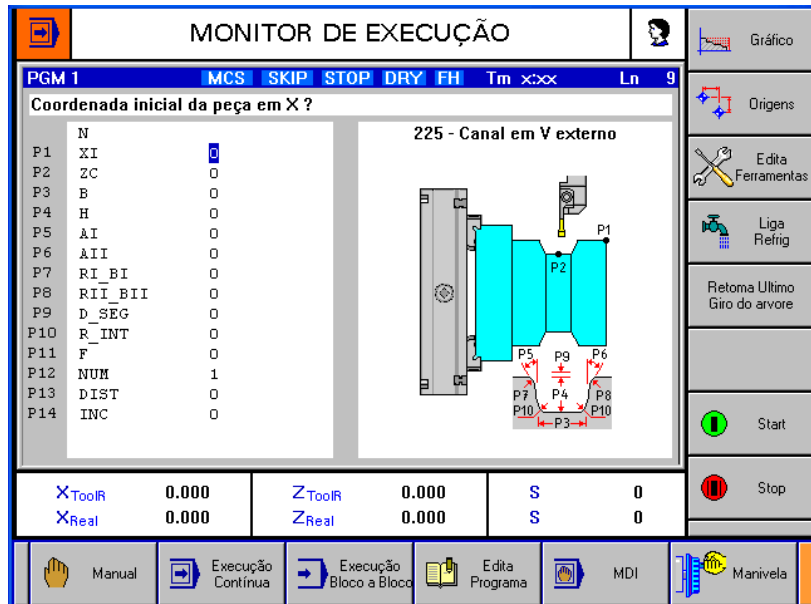 MONITOR DE EXECUÇÃO
PGM 1 MCS SKIP STOP DRY FH Tm x:xx Ln 9
Coordenada inicial da peça em X ?
N
P1 XI 0
P2 ZC 0
P3 B 0
P4 H 0
P5 AI 0
P6 AII 0
P7 RI_BI 0
P8 RII_BII 0
P9 D_SEG 0
P10 R_INT 0
P11 F 0
P12 NUM 1
P13 DIST 0
P14 INC 0
225 - Canal em V externo
P1
P2
P5 P9 P6
P7 P4 P8
P10 P10
P3
X ToolR 0.000 Z ToolR 0.000 S 0
X Real 0.000 Z Real 0.000 S 0
Gráfico
Origens
Edita
Ferramentas
Liga
Refrig
Retoma Ultimo
Giro do arvore
Start
Stop
Manual
Execução
Contínua
Execução
Bloco a Bloco
Edita
Programa
MDI
Manivela